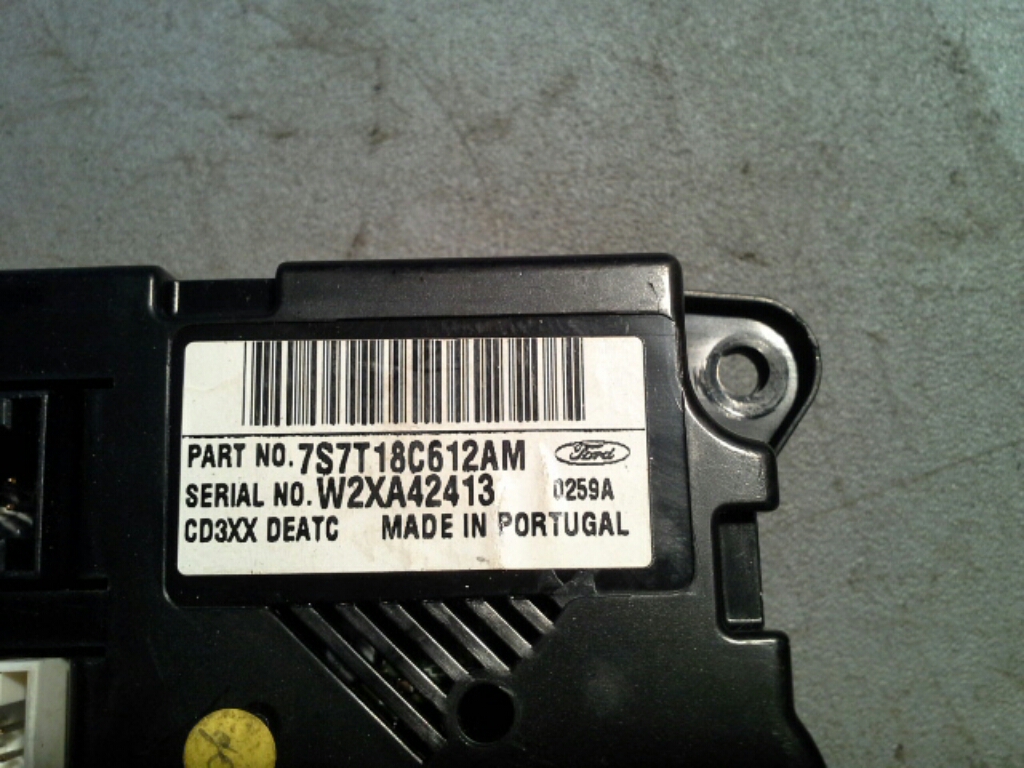 PART NO. 7S7T18C612AM Ford
SERIAL NO. W2XA42413 0259A
CD3XX DEATC MADE IN PORTUGAL